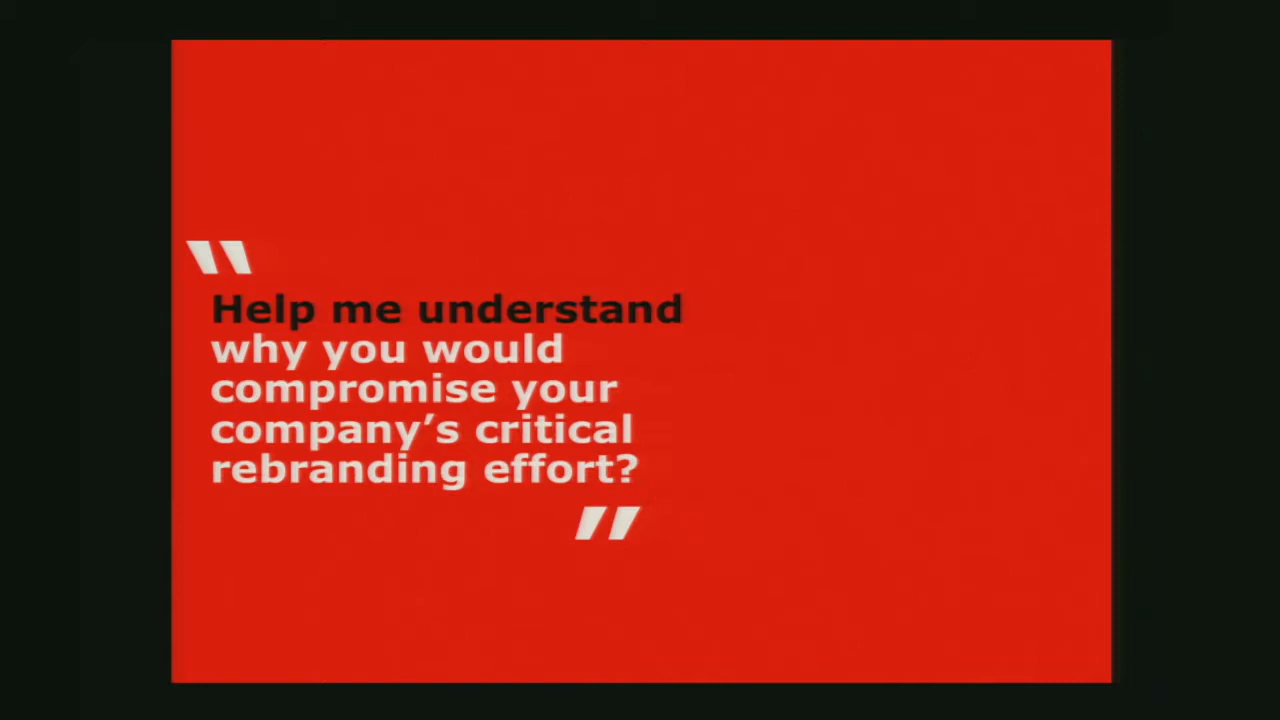 "
Help me understand
why you would
compromise your
company’s critical
rebranding effort?
"